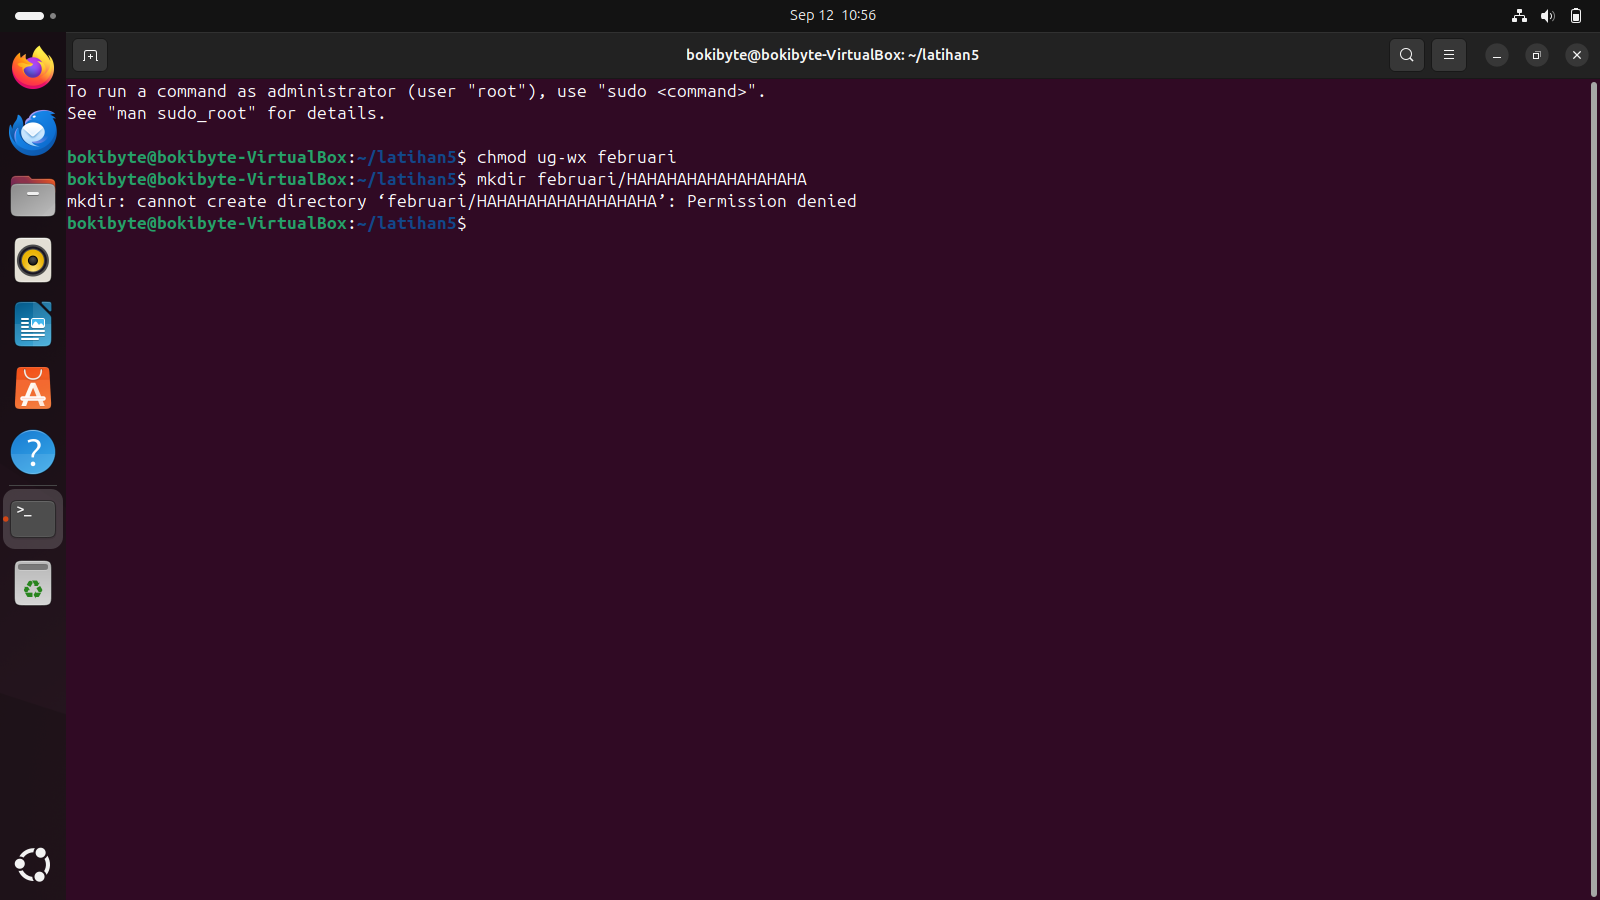 Sep 12 10:56
bokibyte@bokibyte-VirtualBox: ~/latihan5
To run a command as administrator (user "root"), use "sudo <command>".
See "man sudo_root" for details.
bokibyte@bokibyte-VirtualBox:~/latihan5$ chmod ug-wx februari
bokibyte@bokibyte-VirtualBox:~/latihan5$ mkdir februari/HAHAHAHAHAHAHAHAHA
mkdir: cannot create directory ‘februari/HAHAHAHAHAHAHAHAHA’: Permission denied
bokibyte@bokibyte-VirtualBox:~/latihan5$